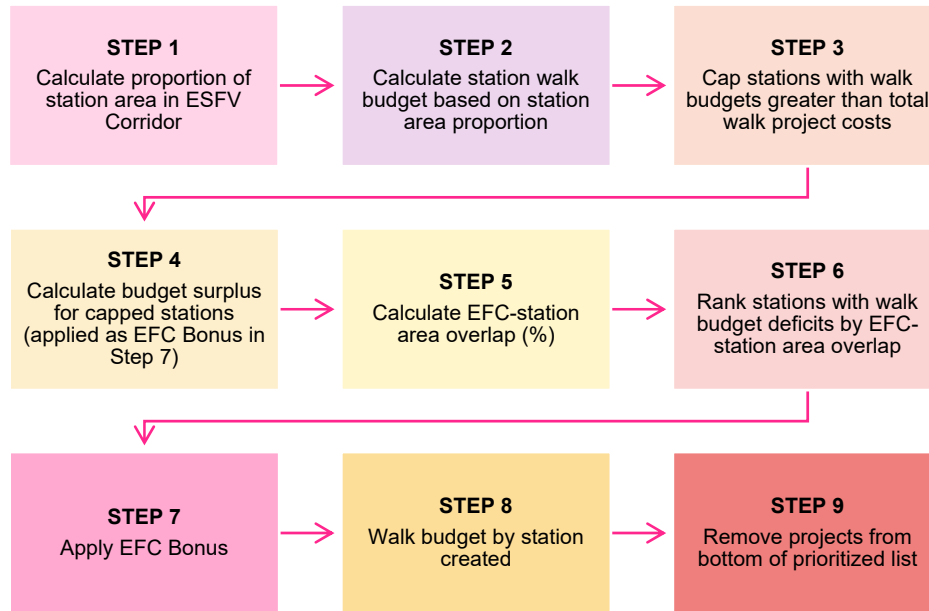 STEP 1
Calculate proportion of
station area in ESFV
Corridor
STEP 2
Calculate station walk
budget based on station
area proportion
STEP 3
Cap stations with walk
budgets greater than total
walk project costs
STEP 4
Calculate budget surplus
for capped stations
(applied as EFC Bonus in
Step 7)
STEP 5
Calculate EFC-station
area overlap (%)
STEP 6
Rank stations with walk
budget deficits by EFC-
station area overlap
STEP 7
Apply EFC Bonus
STEP 8
Walk budget by station
created
STEP 9
Remove projects from
bottom of prioritized list